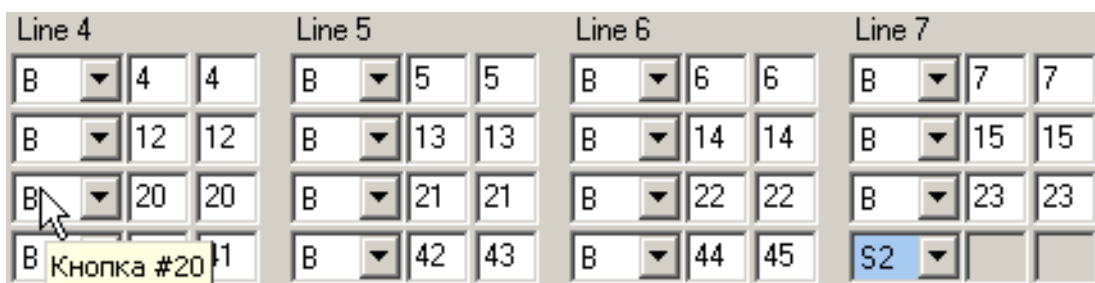 Line 4 Line 5 Line 6 Line 7
B 4 4 B 5 5 B 6 6 B 7 7
B 12 12 B 13 13 B 14 14 B 15 15
B 20 20 B 21 21 B 22 22 B 23 23
B B 42 43 B 44 45 S2
Кнопка #20